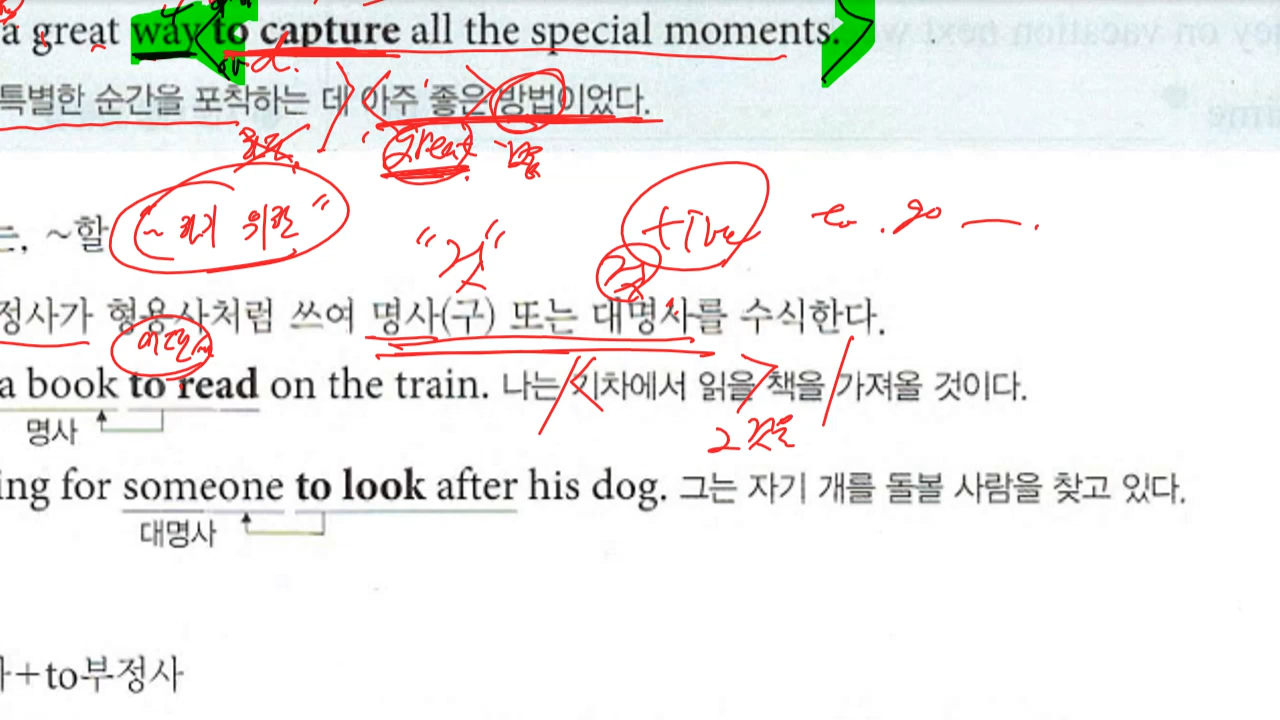 a great way to capture all the special moments.
특별한 순간을 포착하는 데 아주 좋은 방법이었다.
Great
~ 하기 위한"
time to go
는, ~할
"것"
것
정사가 형용사처럼 쓰여 명사(구) 또는 대명사를 수식한다.
a book to read on the train. 나는 기차에서 읽을 책을 가져올 것이다.
명사
그것을
ing for someone to look after his dog. 그는 자기 개를 돌볼 사람을 찾고 있다.
대명사
+to부정사